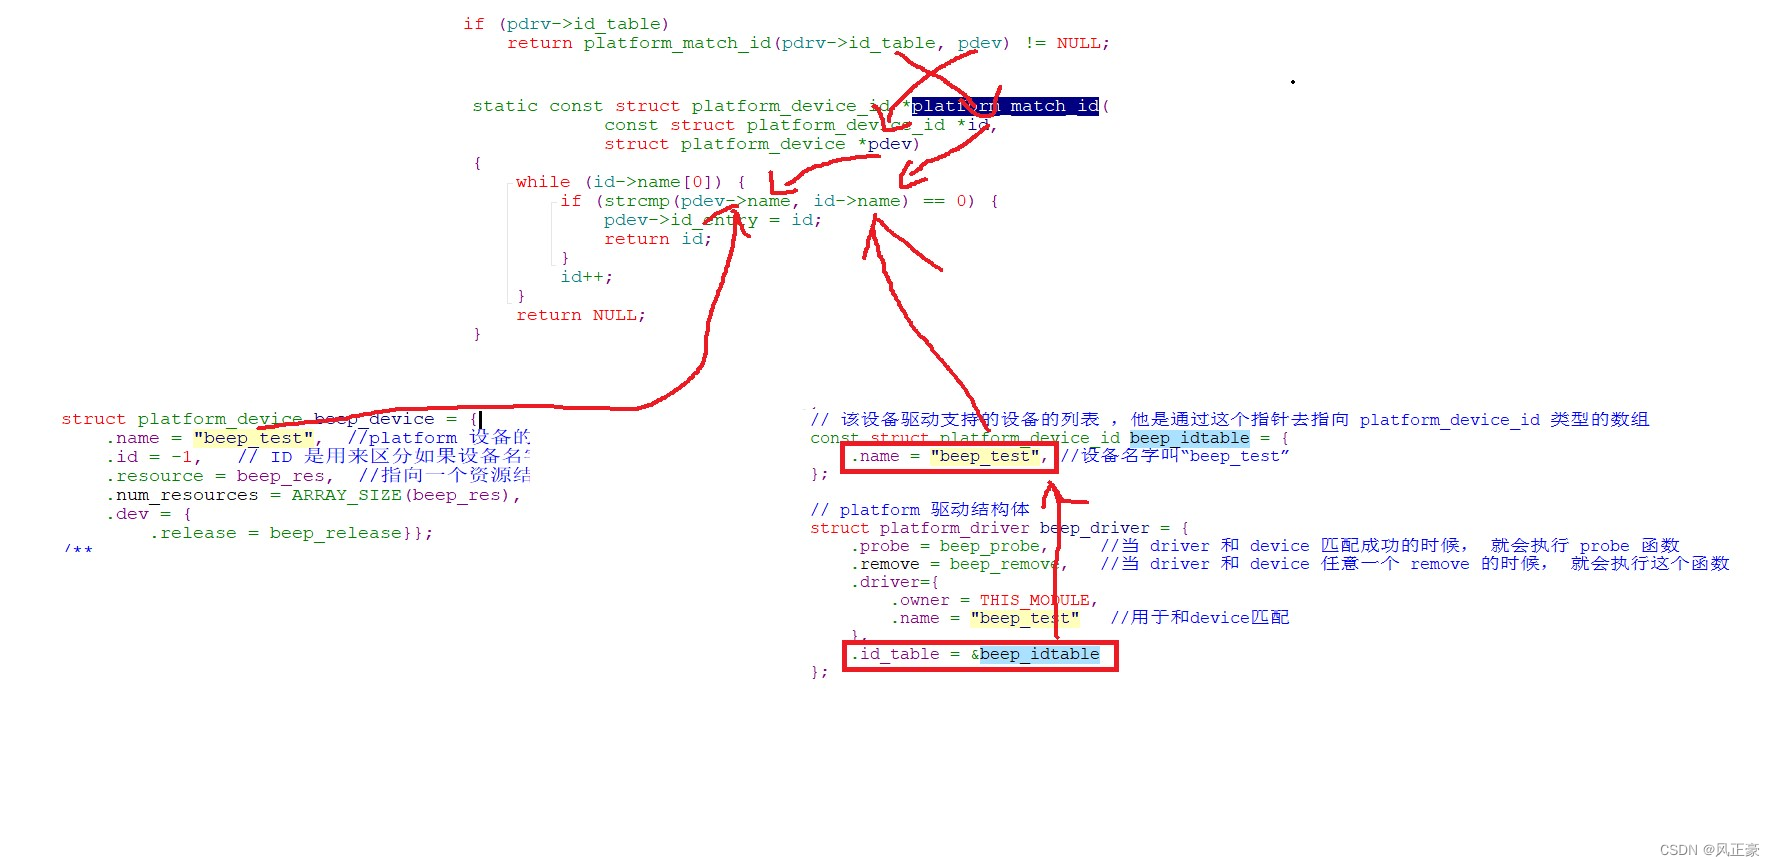 if (pdrv->id_table)
return platform_match_id(pdrv->id_table, pdev) != NULL;
static const struct platform_device_id *platform_match_id(
const struct platform_device_id *id,
struct platform_device *pdev)
{
while (id->name[0]) {
if (strcmp(pdev->name, id->name) == 0) {
pdev->id_entry = id;
return id;
}
id++;
}
return NULL;
}
struct platform_device beep_device = {
.name = "beep_test", //platform 设备的
.id = -1, // ID 是用来区分如果设备名字
.resource = beep_res, //指向一个资源结
.num_resources = ARRAY_SIZE(beep_res),
.dev = {
.release = beep_release}};
/**
// 该设备驱动支持的设备的列表 ，他是通过这个指针去指向 platform_device_id 类型的数组
const struct platform_device_id beep_idtable = {
.name = "beep_test", //设备名字叫“beep_test”
};
// platform 驱动结构体
struct platform_driver beep_driver = {
.probe = beep_probe, //当 driver 和 device 匹配成功的时候， 就会执行 probe 函数
.remove = beep_remove, //当 driver 和 device 任意一个 remove 的时候， 就会执行这个函数
.driver={
.owner = THIS_MODULE,
.name = "beep_test" //用于和device匹配
},
.id_table = &beep_idtable
};
CSDN @风正豪